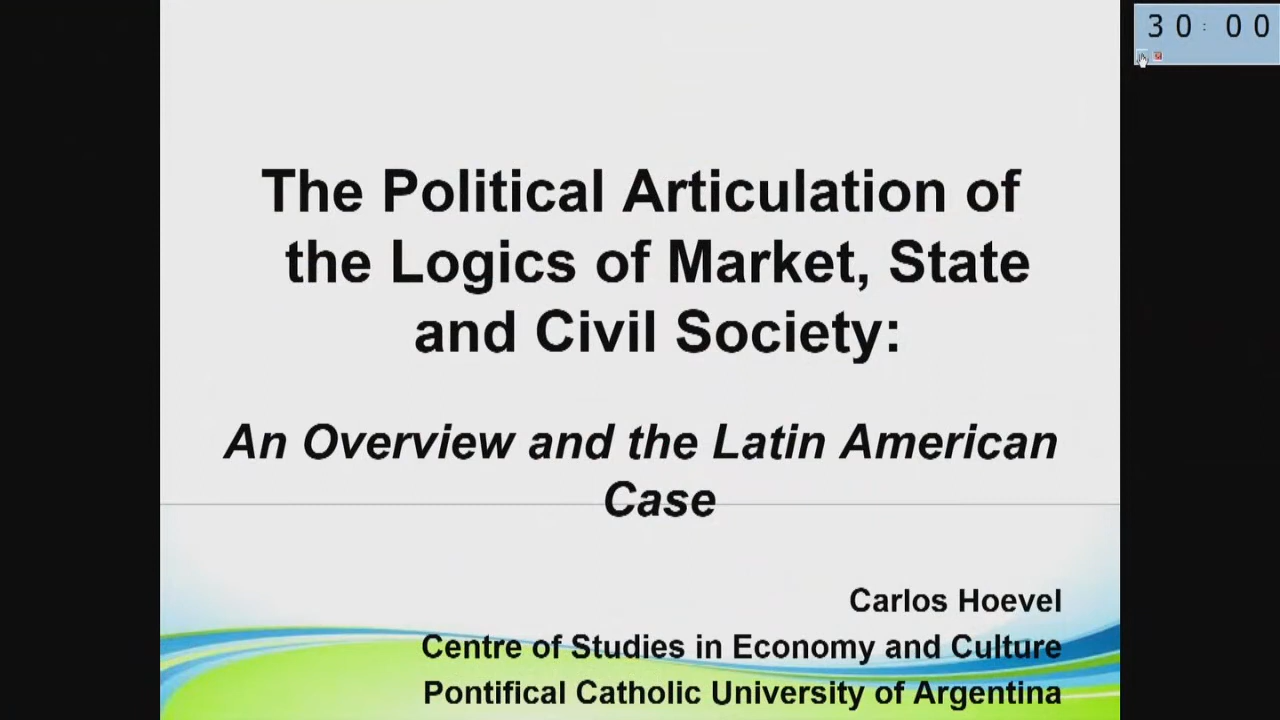 30:00
The Political Articulation of
the Logics of Market, State
and Civil Society:
An Overview and the Latin American
Case
Carlos Hoevel
Centre of Studies in Economy and Culture
Pontifical Catholic University of Argentina